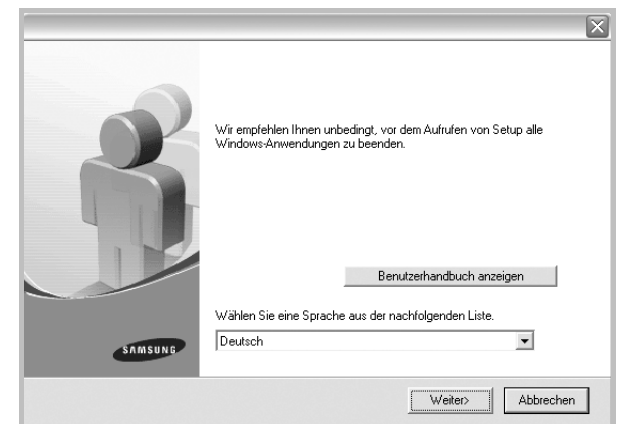 Wir empfehlen Ihnen unbedingt, vor dem Aufrufen von Setup alle
Windows-Anwendungen zu beenden.
Benutzerhandbuch anzeigen
Wählen Sie eine Sprache aus der nachfolgenden Liste.
Deutsch
SAMSUNG
Weiter>
Abbrechen